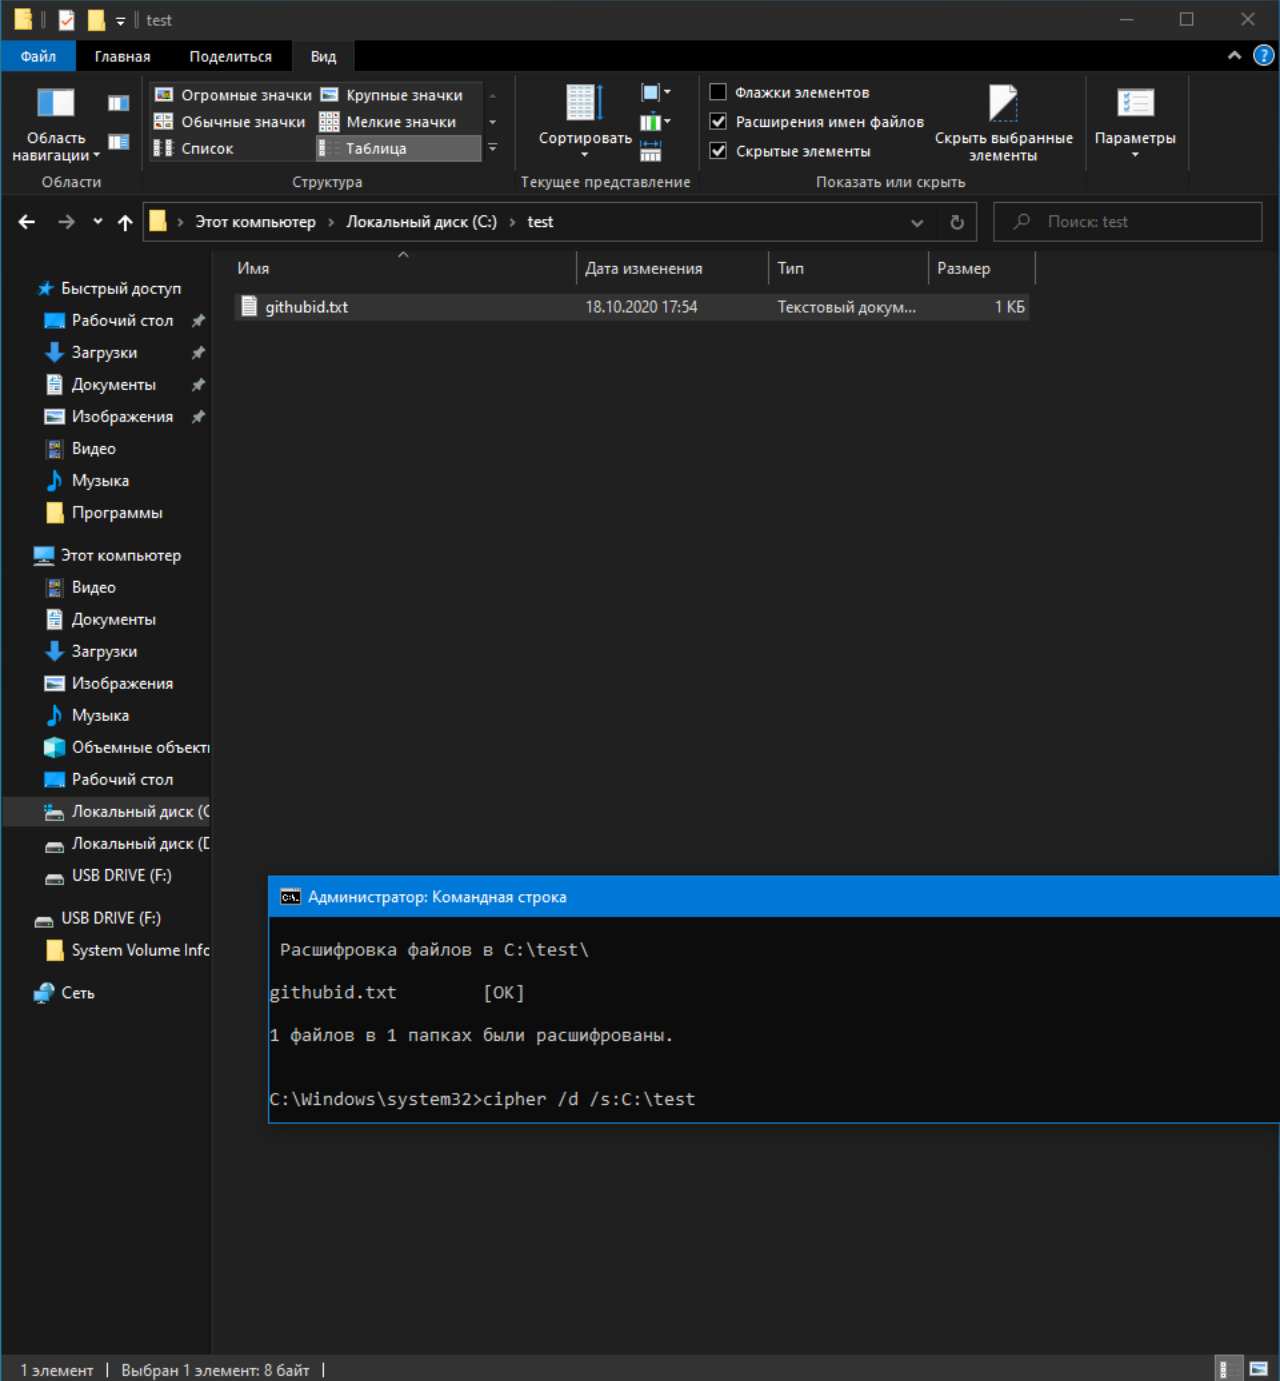 test
Файл Главная Поделиться Вид
Область навигации
Огромные значки Крупные значки
Обычные значки Мелкие значки
Список Таблица
Сортировать
Флажки элементов
Расширения имен файлов
Скрытые элементы
Скрыть выбранные элементы
Параметры
Области Структура Текущее представление Показать или скрыть
Этот компьютер › Локальный диск (C:) › test
Поиск: test
Имя Дата изменения Тип Размер
githubid.txt 18.10.2020 17:54 Текстовый докум... 1 КБ
Быстрый доступ
Рабочий стол
Загрузки
Документы
Изображения
Видео
Музыка
Программы
Этот компьютер
Видео
Документы
Загрузки
Изображения
Музыка
Объемные объект
Рабочий стол
Локальный диск (C
Локальный диск (D
USB DRIVE (F:)
USB DRIVE (F:)
System Volume Info
Сеть
Администратор: Командная строка
Расшифровка файлов в C:\test\
githubid.txt [OK]
1 файлов в 1 папках были расшифрованы.
C:\Windows\system32>cipher /d /s:C:\test
1 элемент Выбран 1 элемент: 8 байт